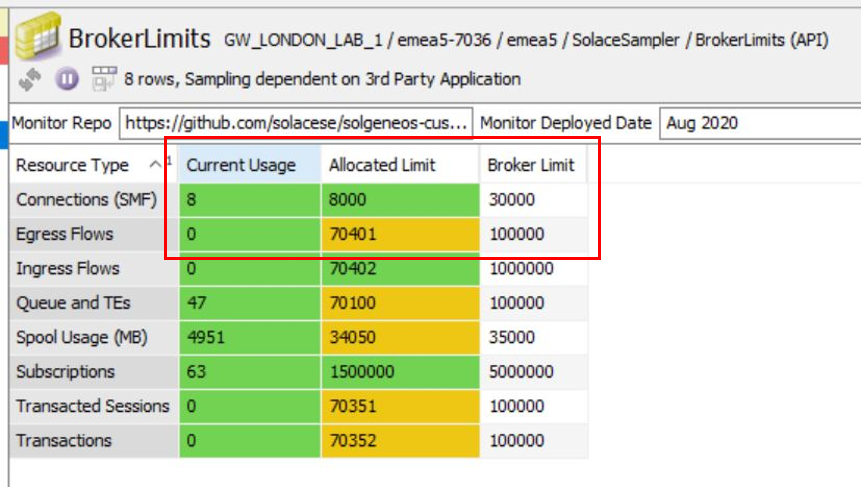 BrokerLimits GW_LONDON_LAB_1 / emea5-7036 / emea5 / SolaceSampler / BrokerLimits (API)
8 rows, Sampling dependent on 3rd Party Application
Monitor Repo https://github.com/solacese/solgeneos-cus... Monitor Deployed Date Aug 2020
Resource Type 1 Current Usage Allocated Limit Broker Limit
Connections (SMF) 8 8000 30000
Egress Flows 0 70401 100000
Ingress Flows 0 70402 1000000
Queue and TEs 47 70100 100000
Spool Usage (MB) 4951 34050 35000
Subscriptions 63 1500000 5000000
Transacted Sessions 0 70351 100000
Transactions 0 70352 100000